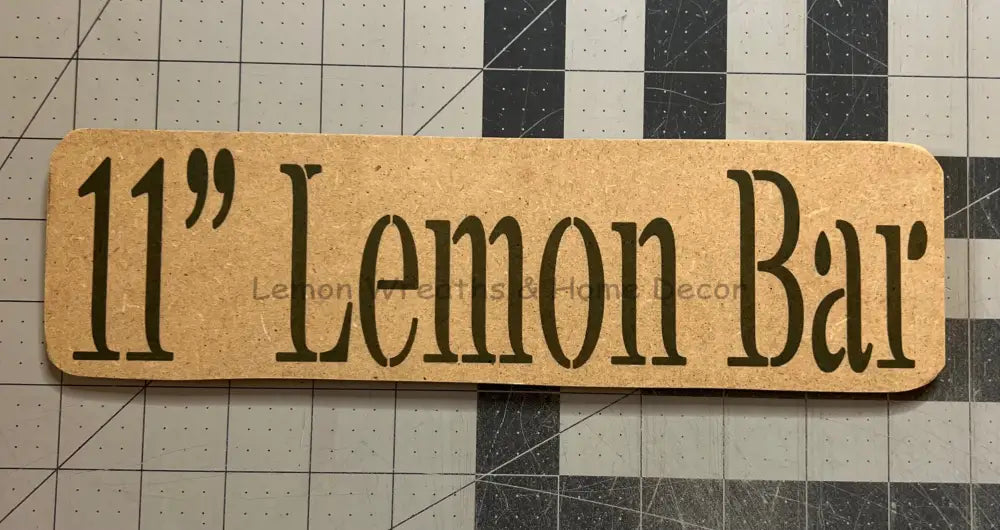 11” Lemon Bar
Lemon Wreaths & Home Decor